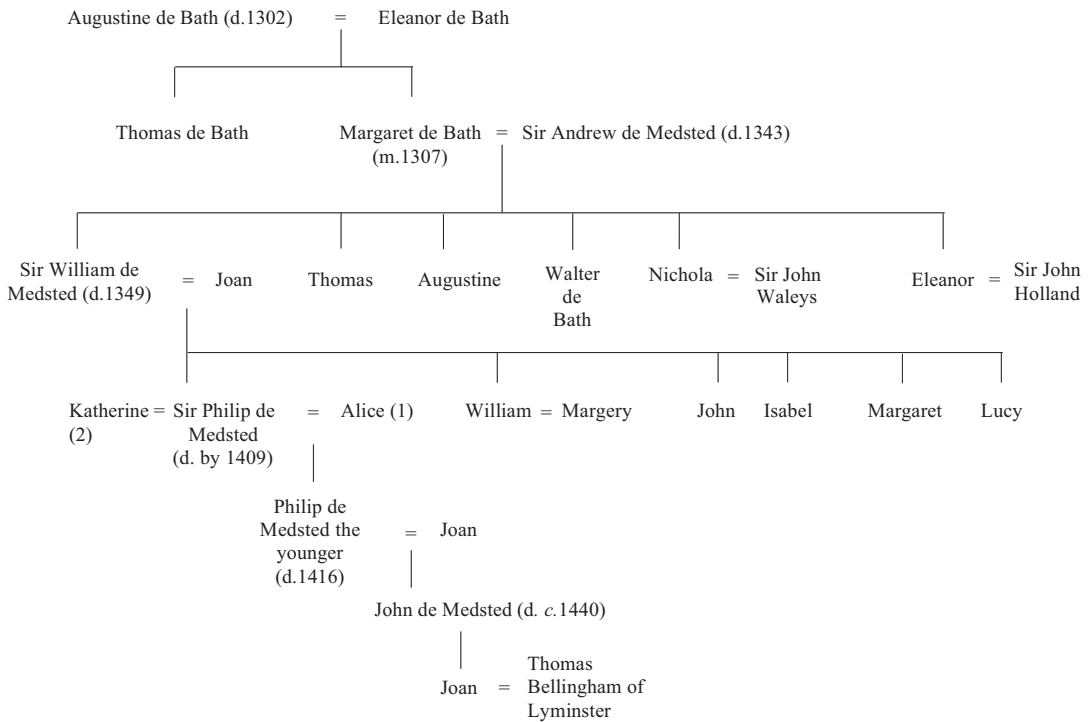 Augustine de Bath (d.1302) = Eleanor de Bath
Thomas de Bath
Margaret de Bath = Sir Andrew de Medsted (d.1343)
(m.1307)
Sir William de
Medsted (d.1349)
= Joan
Thomas
Augustine
Walter
de
Bath
Nichola = Sir John
Waleys
Eleanor = Sir John
Holland
Katherine = Sir Philip de
(2)
Medsted
(d. by 1409)
= Alice (1)
William = Margery
John
Isabel
Margaret
Lucy
Philip de
Medsted the
younger
(d.1416)
= Joan
John de Medsted (d. c.1440)
Joan =
Thomas
Bellingham of
Lyminster